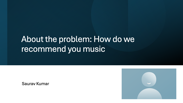 About the problem: How do we
recommend you music
Saurav Kumar